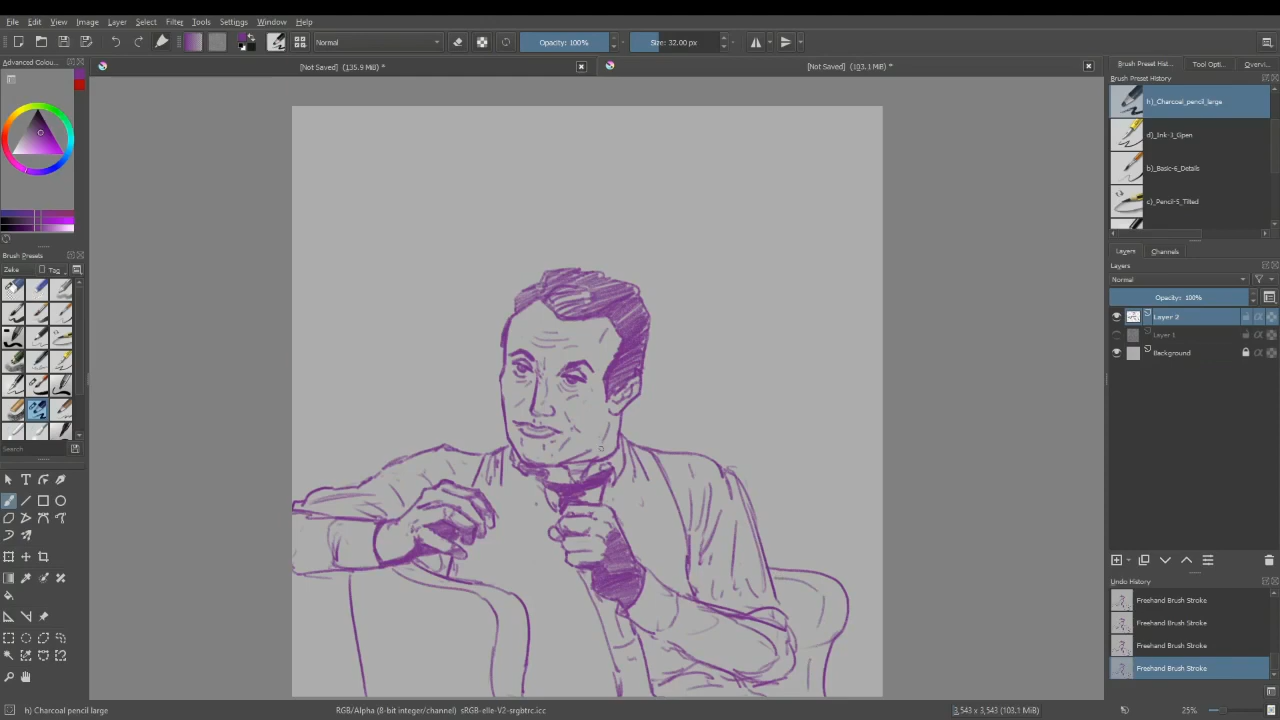 File Edit View Image Layer Select Filter Tools Settings Window Help
Normal
Opacity: 100%
Size: 32.00 px
Advanced Colou...
[Not Saved] (135.9 MiB) *
[Not Saved] (103.1 MiB) *
Brush Preset Hist...
Tool Opti...
Overvi...
Brush Preset History
h)_Charcoal_pencil_large
d)_Ink-3_Gpen
b)_Basic-6_Details
c)_Pencil-5_Tilted
Layers
Channels
Layers
Normal
Opacity: 100%
Layer 2
Layer 1
Background
Brush Presets
Zeke
Tag
Search
Undo History
Freehand Brush Stroke
Freehand Brush Stroke
Freehand Brush Stroke
Freehand Brush Stroke
h) Charcoal pencil large
RGB/Alpha (8-bit integer/channel) sRGB-elle-V2-srgbtrc.icc
3,543 x 3,543 (103.1 MiB)
25%